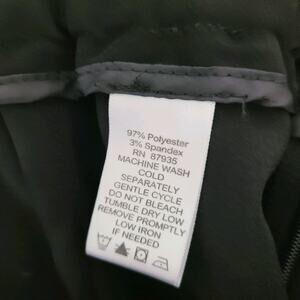 97% Polyester
3% Spandex
RN 87935
MACHINE WASH
COLD
SEPARATELY
GENTLE CYCLE
DO NOT BLEACH
TUMBLE DRY LOW
REMOVE PROMPTLY
LOW IRON
IF NEEDED